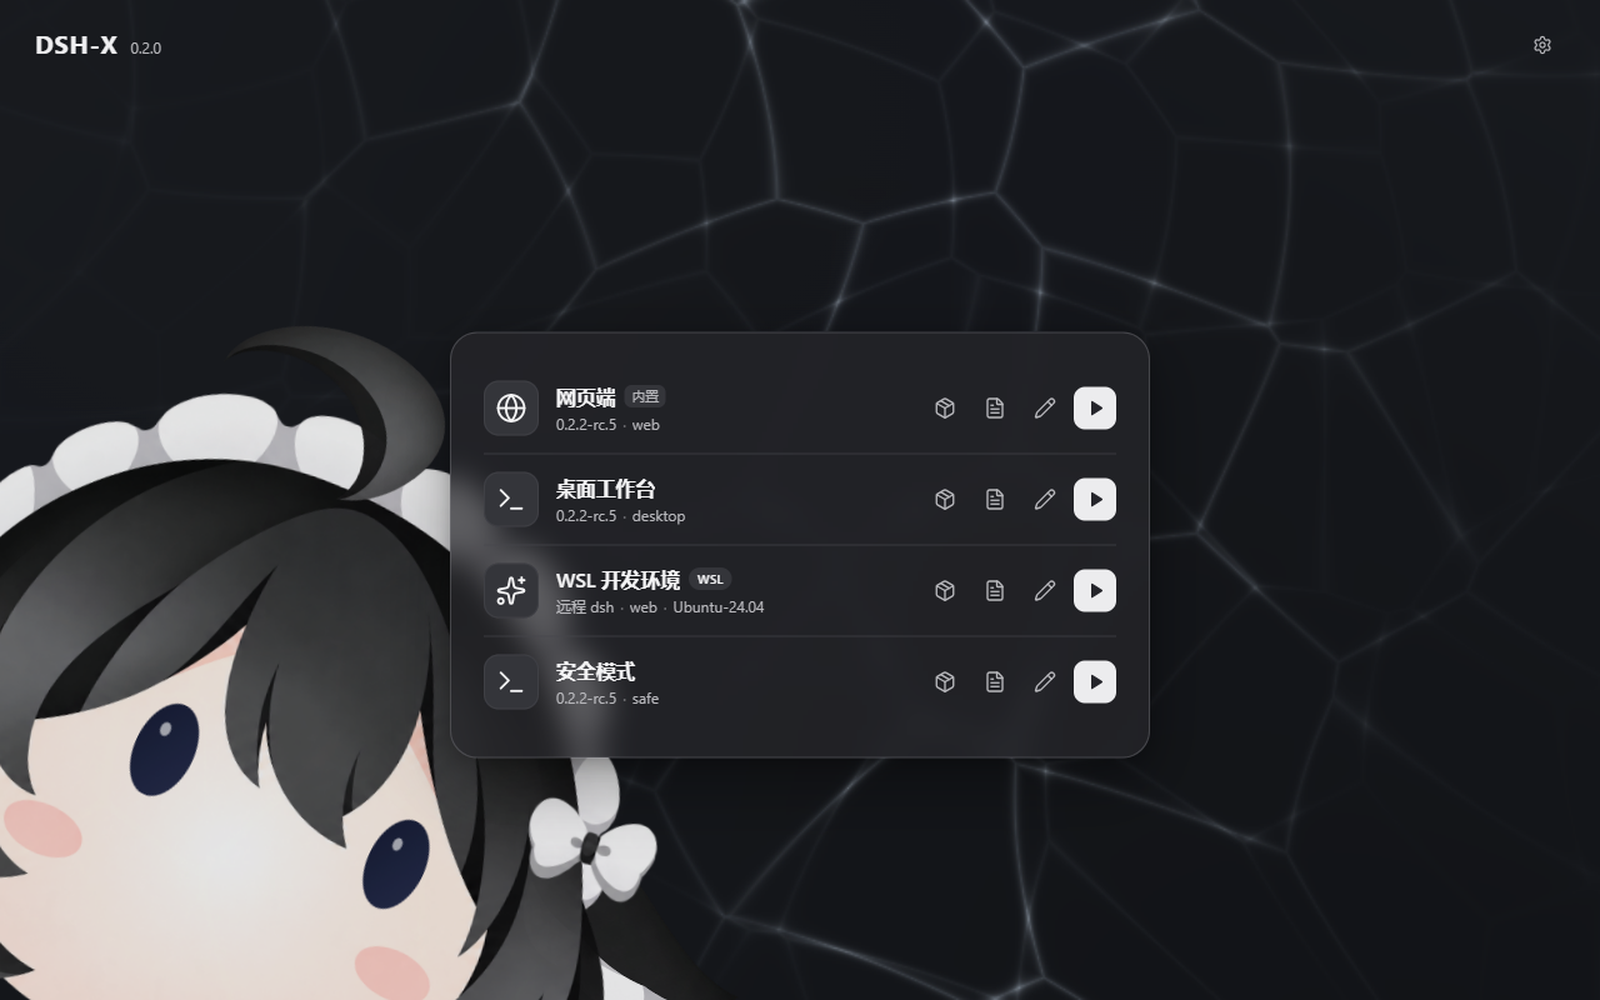 DSH-X 0.2.0
网页端 内置
0.2.2-rc.5 · web
桌面工作台
0.2.2-rc.5 · desktop
WSL 开发环境 WSL
远程 dsh · web · Ubuntu-24.04
安全模式
0.2.2-rc.5 · safe